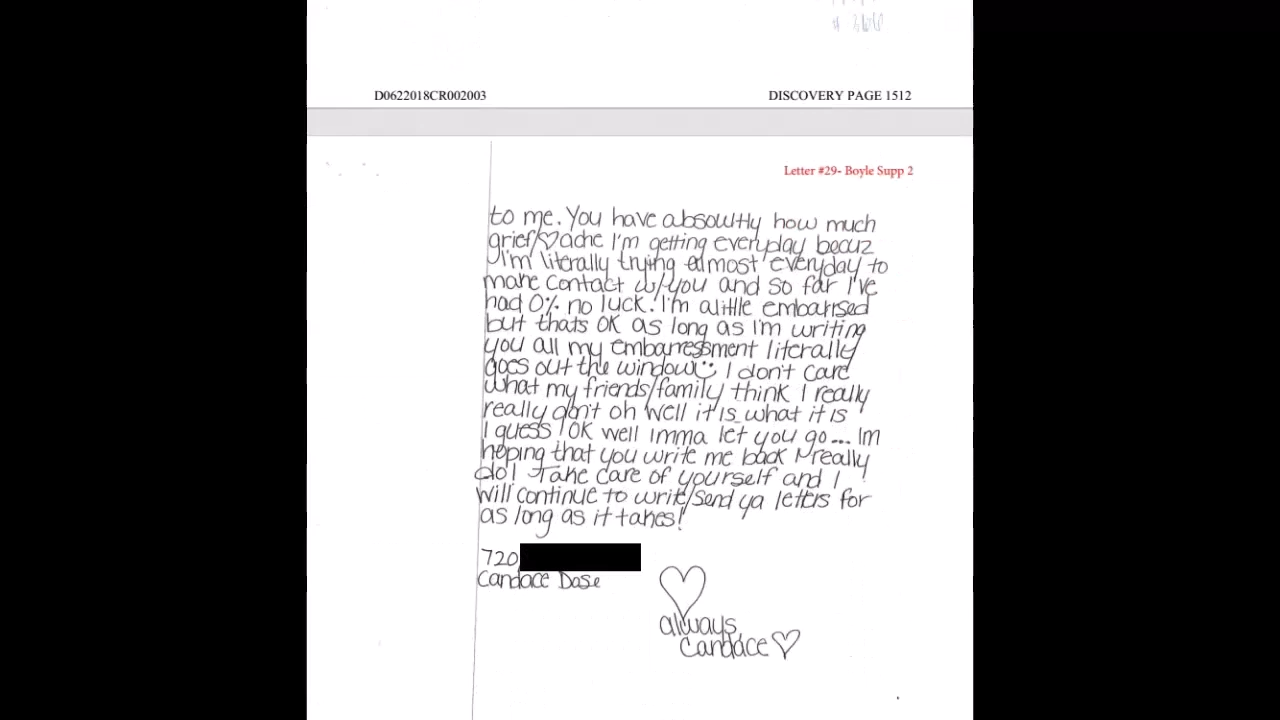 # 3660
D0622018CR002003 DISCOVERY PAGE 1512
Letter #29- Boyle Supp 2
to me. You have absoultly how much
grief/♡ache I'm getting everyday becuz
I'm literally trying almost everyday to
make contact w/you and so far I've
had 0% no luck. I'm alittle embarrised
but thats OK as long as I'm writing
you all my embarressment literally
goes out the window I don't care
what my friends/family think I really
really don't oh well it is what it is
I guess! OK well imma let you go... Im
hoping that you write me back I really
do! Take care of yourself and I
will continue to write/send ya letters for
as long as it takes!
720
Candace Dase
always
Candace♡